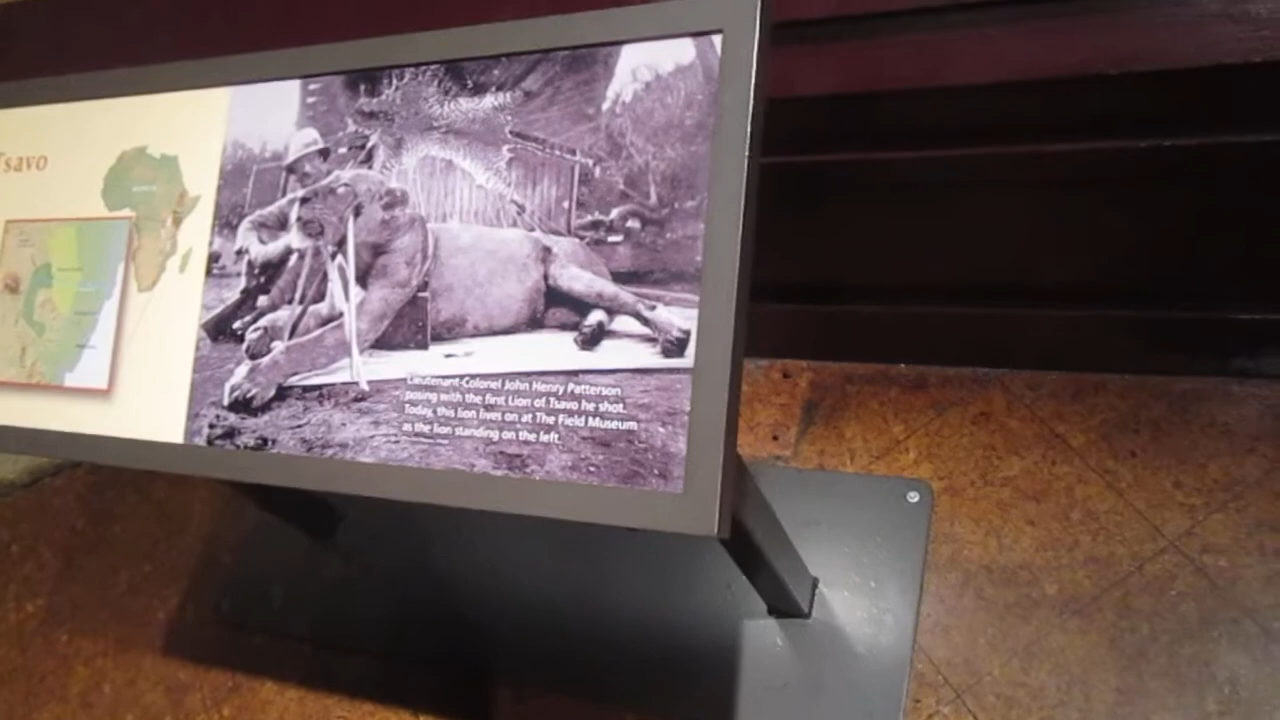 Tsavo
Lieutenant-Colonel John Henry Patterson
posing with the first Lion of Tsavo he shot.
Today, this lion lives on at The Field Museum
as the lion standing on the left.